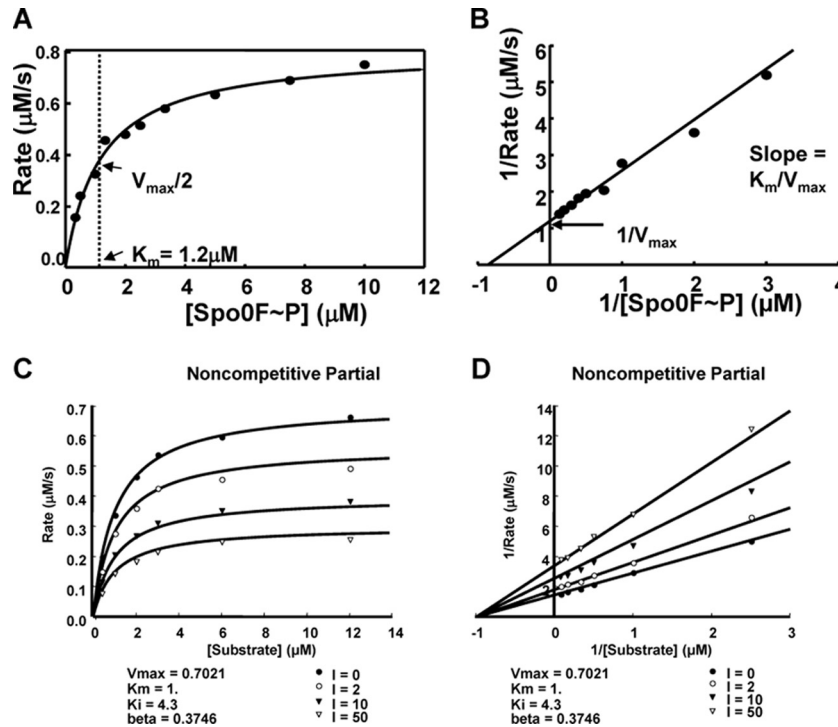 A
0.8
0.6
0.4
0.2
0.0
Rate (μM/s)
Vmax/2
Km = 1.2μM
0 2 4 6 8 10 12
[Spo0F~P] (μM)
B
6
5
4
3
2
1
1/Rate (μM/s)
Slope =
Km/Vmax
1/Vmax
-1 0 1 2 3 4
1/[Spo0F~P] (μM)
C
Noncompetitive Partial
0.7
0.6
0.5
0.4
0.3
0.2
0.1
0.0
Rate (μM/s)
0 2 4 6 8 10 12 14
[Substrate] (μM)
Vmax = 0.7021
Km = 1.
Ki = 4.3
beta = 0.3746
I = 0
I = 2
I = 10
I = 50
D
Noncompetitive Partial
14
12
10
8
6
4
2
1/Rate (μM/s)
-1 0 1 2 3
1/[Substrate] (μM)
Vmax = 0.7021
Km = 1.
Ki = 4.3
beta = 0.3746
I = 0
I = 2
I = 10
I = 50